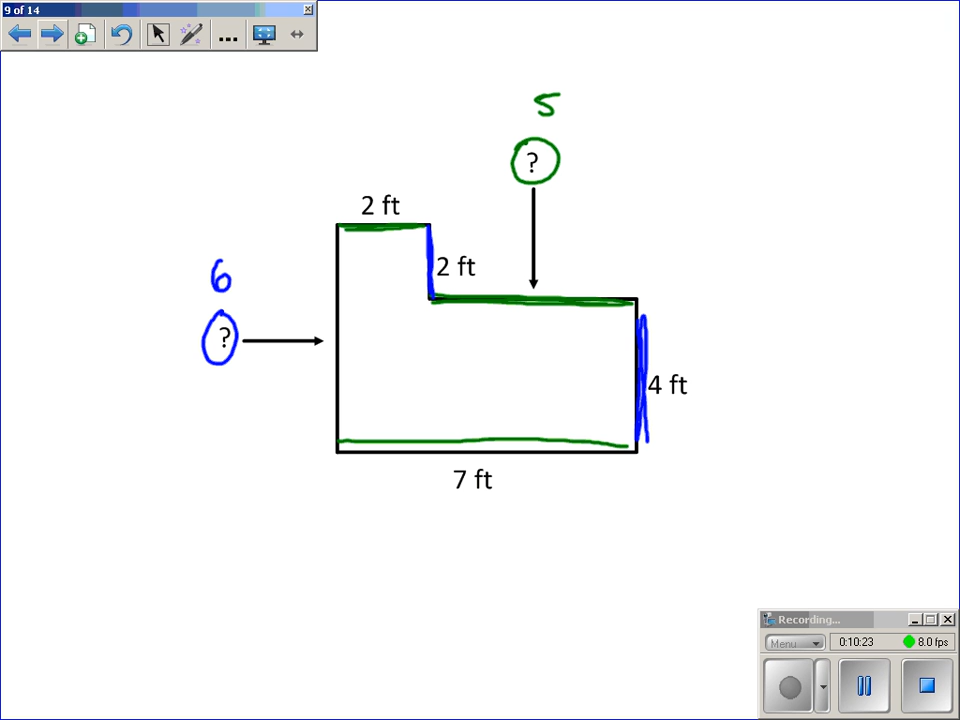 9 of 14
5
?
2 ft
2 ft
6
?
4 ft
7 ft
Recording...
Menu
0:10:23
8.0 fps